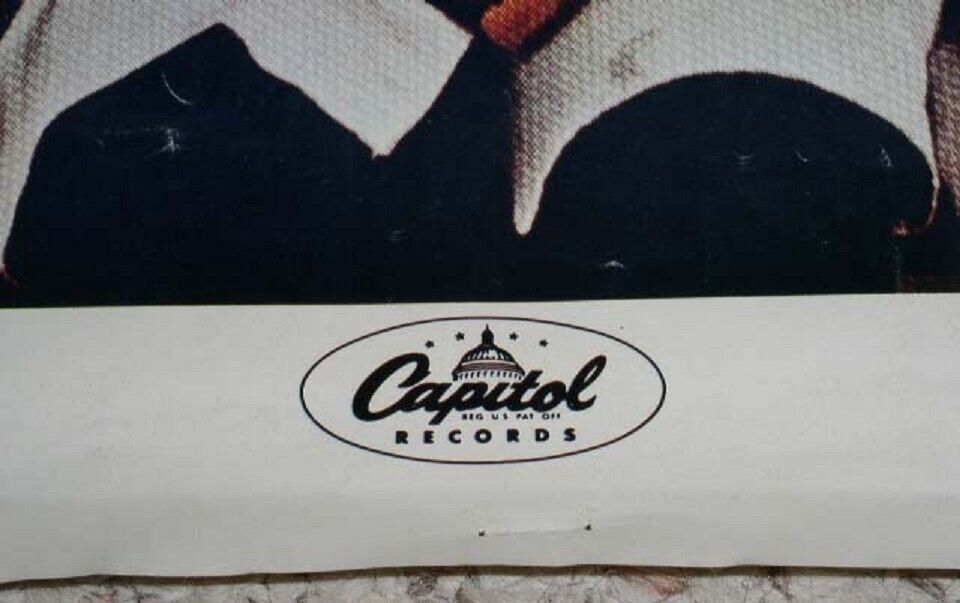 Capitol
REG U S PAT OFF
RECORDS